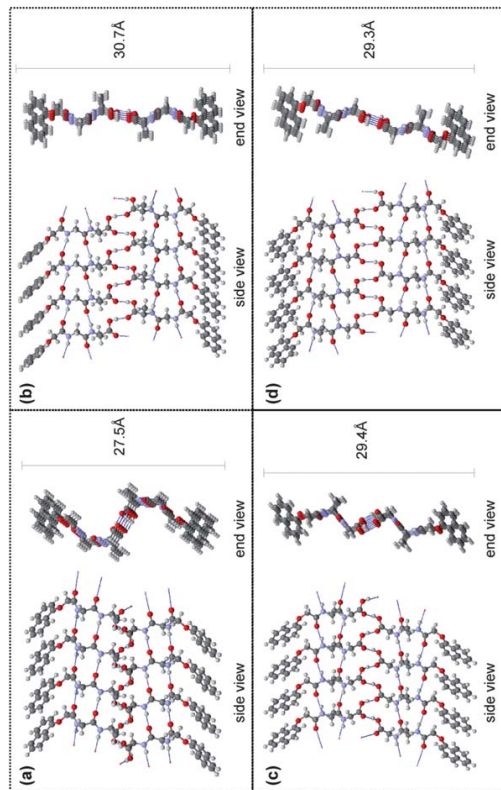 (a)
27.5Å
side view
end view
(b)
30.7Å
side view
end view
(c)
29.4Å
side view
end view
(d)
29.3Å
side view
end view